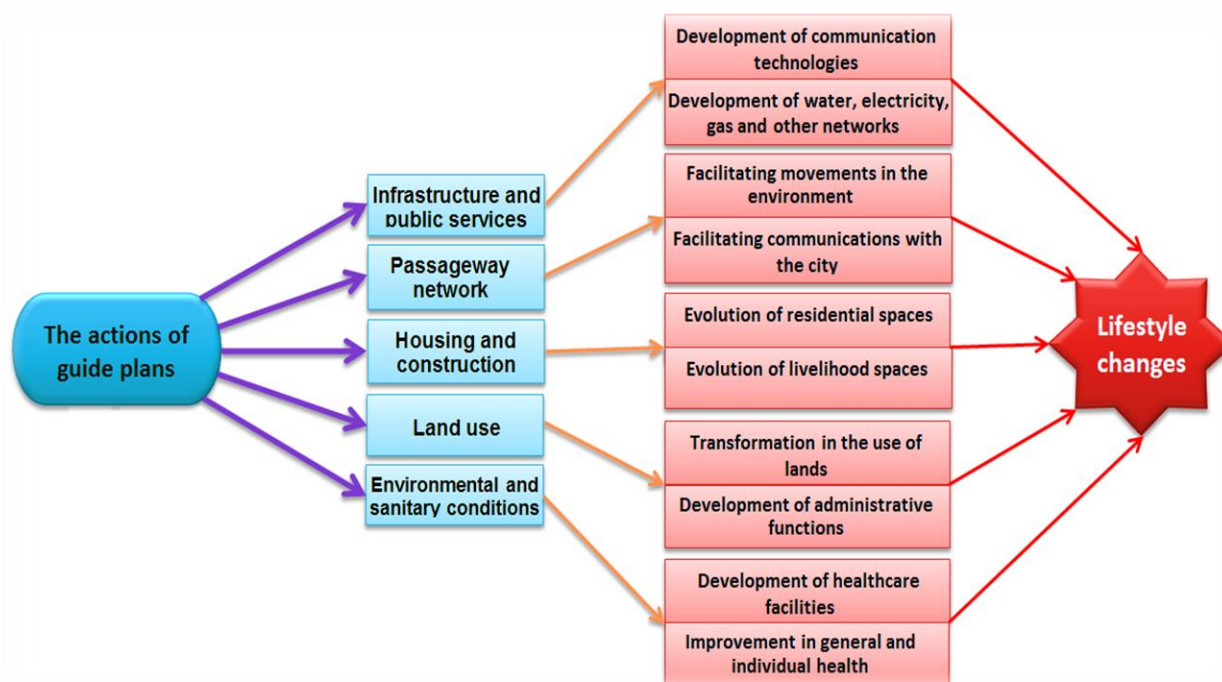 The actions of
guide plans
Infrastructure and
public services
Passageway
network
Housing and
construction
Land use
Environmental and
sanitary conditions
Development of communication
technologies
Development of water, electricity,
gas and other networks
Facilitating movements in the
environment
Facilitating communications with
the city
Evolution of residential spaces
Evolution of livelihood spaces
Transformation in the use of
lands
Development of administrative
functions
Development of healthcare
facilities
Improvement in general and
individual health
Lifestyle
changes